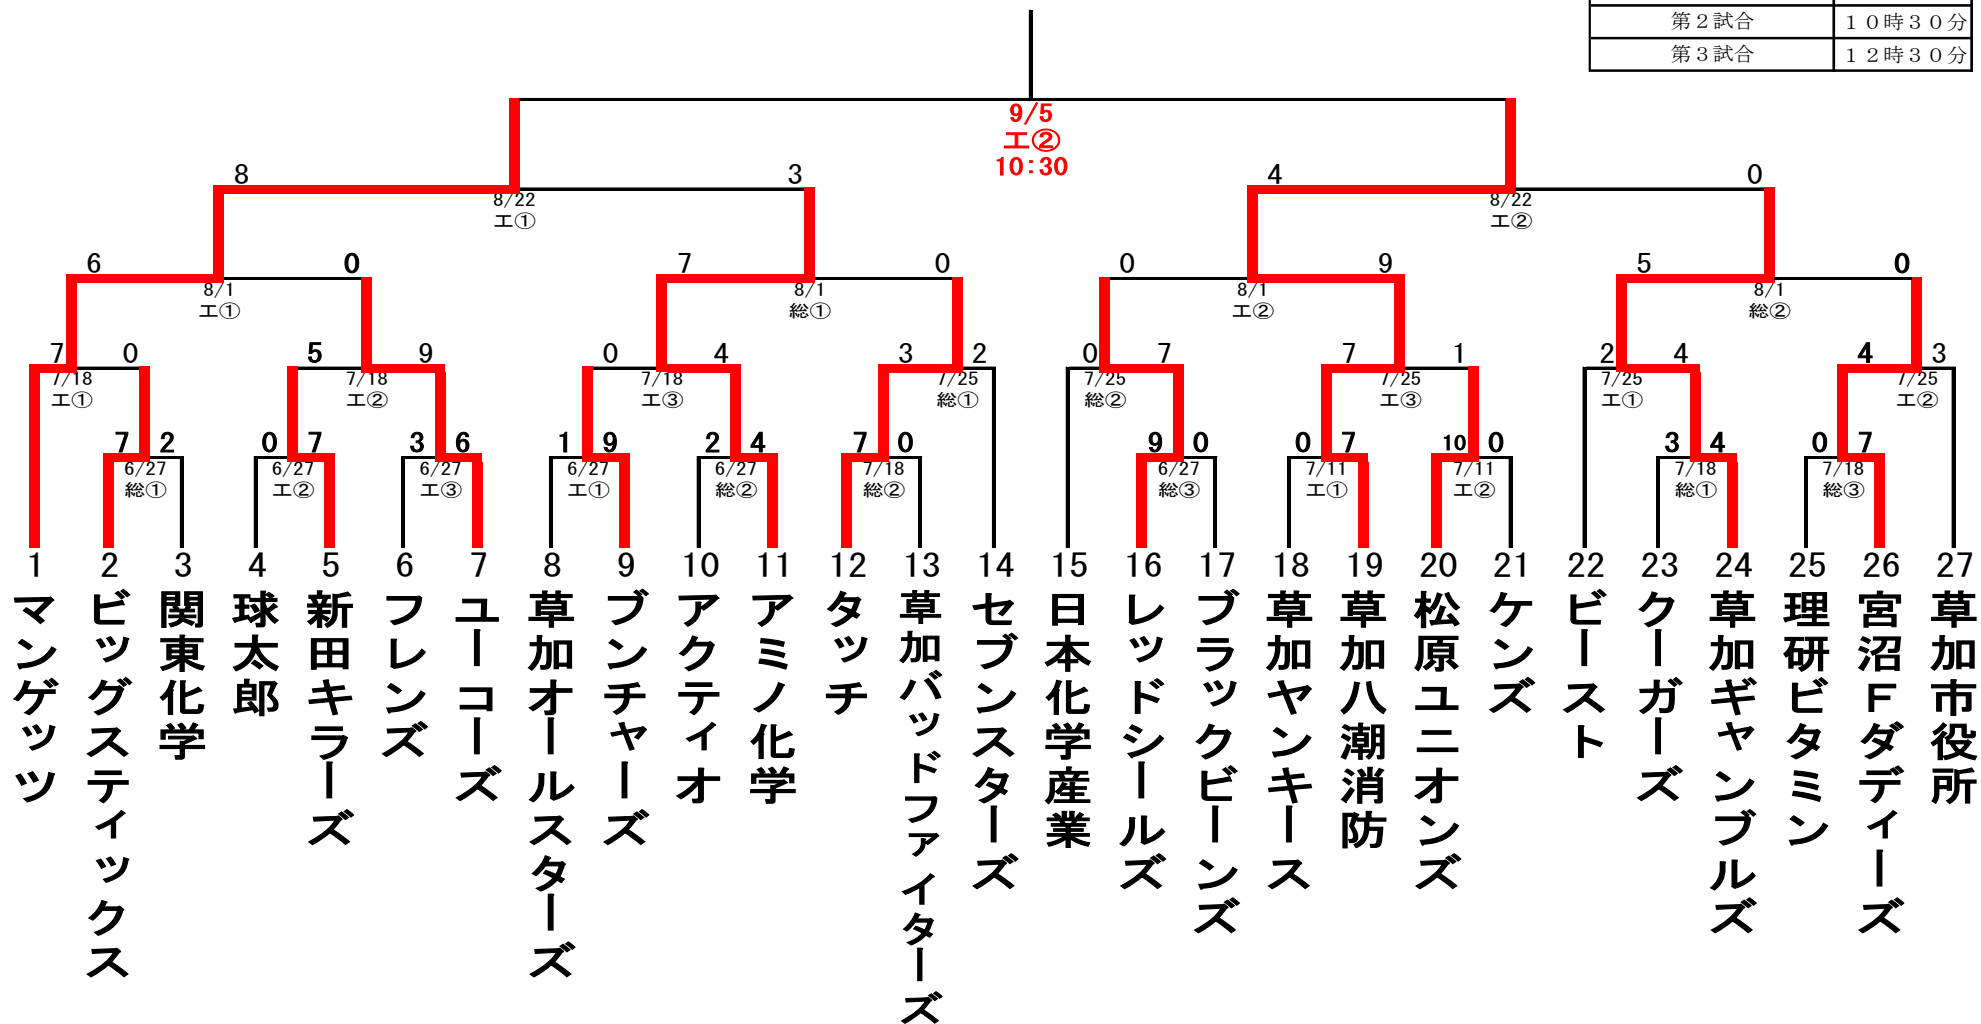 第２試合 １０時３０分
第３試合 １２時３０分
9/5
エ②
10:30
8 3 4 0
8/22 8/22
エ① エ②
6 0 7 0 0 9 5 0
8/1 8/1 8/1 8/1
エ① 総① エ② 総②
7 0 5 9 0 4 3 2 0 7 7 1 2 4 4 3
7/18 7/18 7/18 7/25 7/25 7/25 7/25 7/25
エ① エ② エ③ 総① 総② エ③ エ① エ②
7 2 0 7 3 6 1 9 2 4 7 0 9 0 0 7 10 0 3 4 0 7
6/27 6/27 6/27 6/27 6/27 7/18 6/27 7/11 7/11 7/18 7/18
総① エ② エ③ エ① 総② 総② 総③ エ① エ② 総① 総③
1 2 3 4 5 6 7 8 9 10 11 12 13 14 15 16 17 18 19 20 21 22 23 24 25 26 27
マンゲッツ
ビッグスティックス
関東化学
球太郎
新田キラーズ
フレンズ
ユーコーズ
草加オールスターズ
ブンチャーズ
アクティオ
アミノ化学
タッチ
草加バッドファイターズ
セブンスターズ
日本化学産業
レッドシールズ
ブラックビーンズ
草加ヤンキース
草加八潮消防
松原ユニオンズ
ケンズ
ビースト
クーガーズ
草加ギャンブルズ
理研ビタミン
宮沼Ｆダディーズ
草加市役所